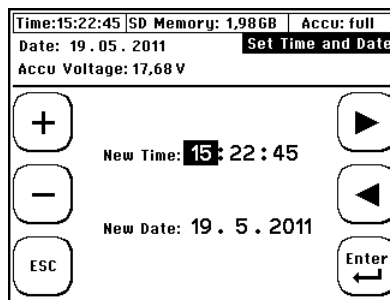 Time:15:22:45 SD Memory: 1,98GB Accu: full
Date: 19.05.2011 Set Time and Date
Accu Voltage: 17,68 V
+
New Time: 15:22:45
−
New Date: 19.5.2011
ESC
Enter